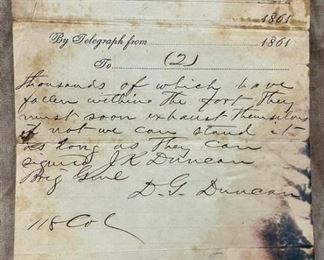 1861
By Telegraph from 1861
To (2)
thousands of which have
fallen within the fort They
must soon exhaust themselves
if not we can stand it
as long as They can
signed J K Duncan
Brig Genl
D. G. Duncan
118 Col